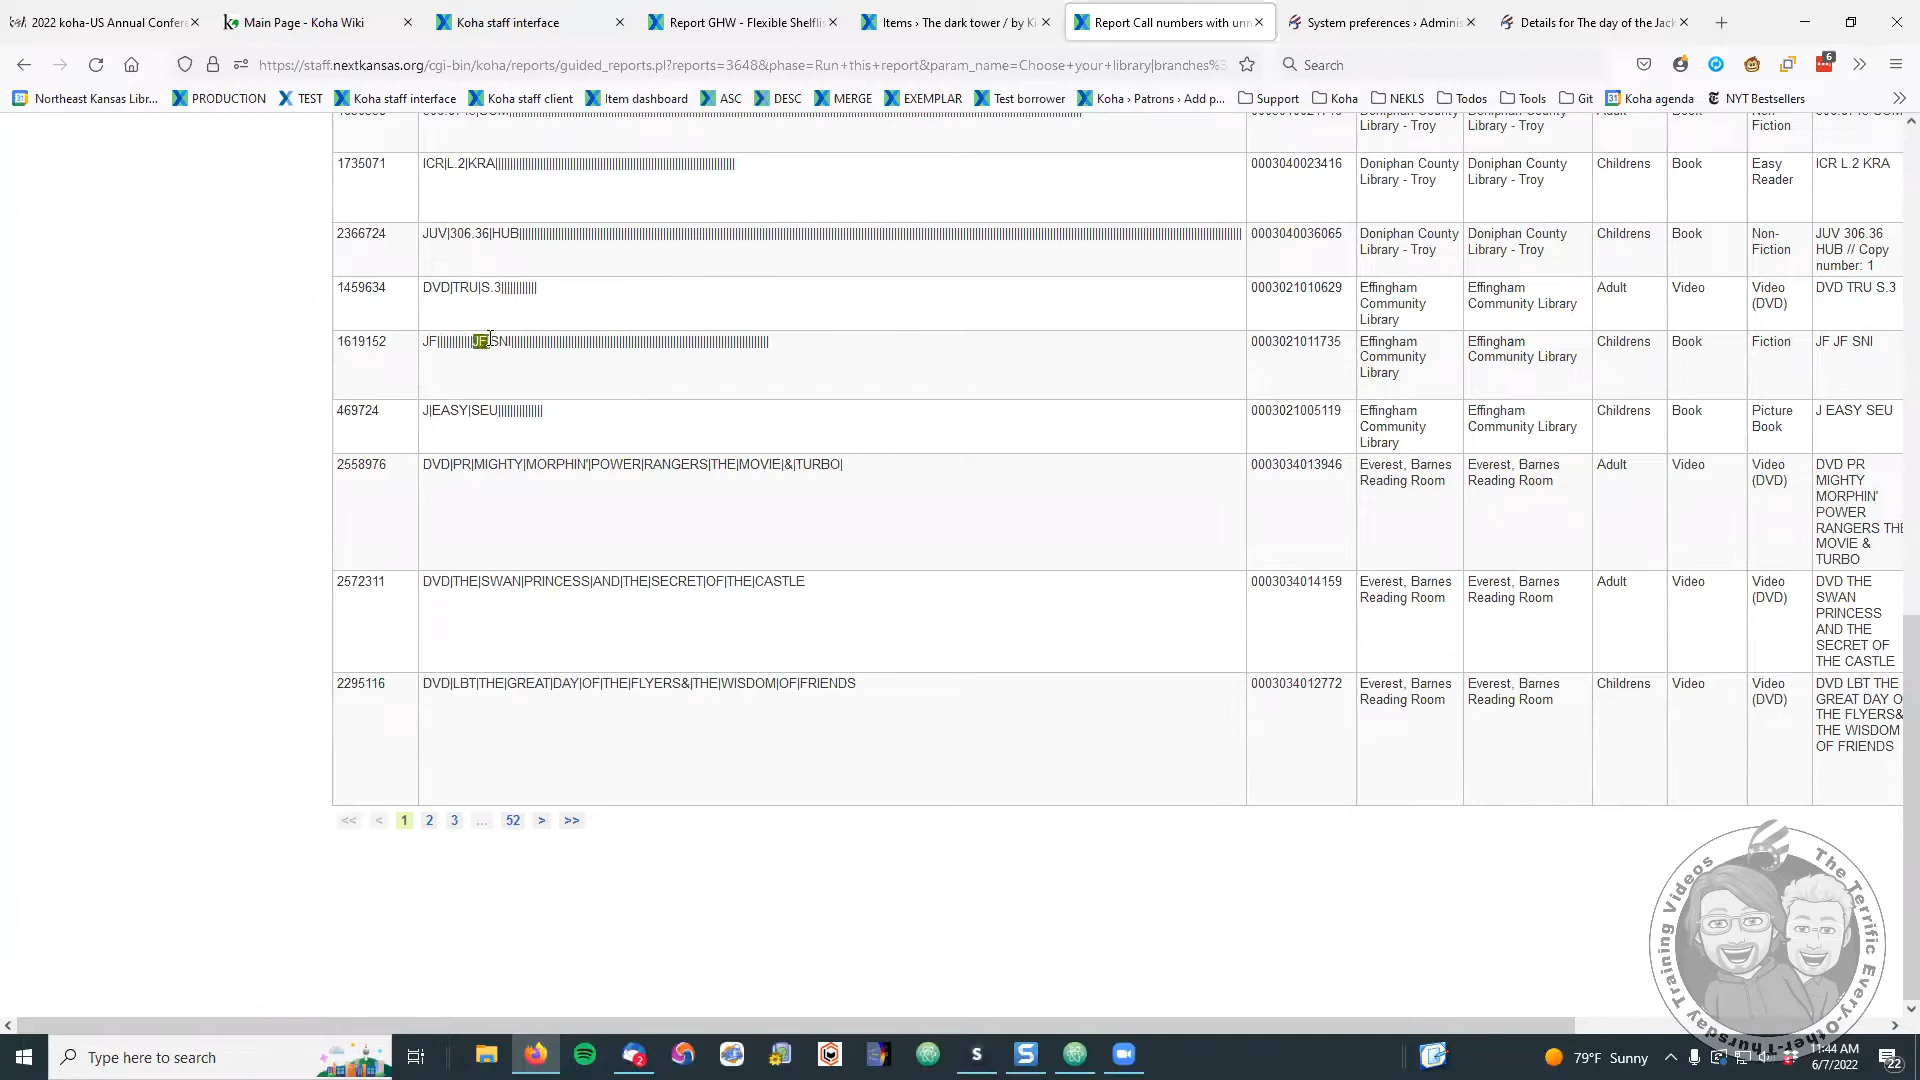 2022 koha-US Annual Confere
Main Page - Koha Wiki
Koha staff interface
Report GHW - Flexible Shelflis
Items › The dark tower / by Ki
Report Call numbers with unn
System preferences › Adminis
Details for The day of the Jack
https://staff.nextkansas.org/cgi-bin/koha/reports/guided_reports.pl?reports=3648&phase=Run+this+report&param_name=Choose+your+library|branches%3
Search
6
Northeast Kansas Libr...
PRODUCTION
TEST
Koha staff interface
Koha staff client
Item dashboard
ASC
DESC
MERGE
EXEMPLAR
Test borrower
Koha › Patrons › Add p...
Support
Koha
NEKLS
Todos
Tools
Git
Koha agenda
NYT Bestsellers
Library - Troy
Library - Troy
Fiction
1735071
ICR|L.2|KRA||||||||||||||||||||||||||||||||||||||||||||||||||||||||||||||||||||||||||||||||
0003040023416
Doniphan County
Library - Troy
Doniphan County
Library - Troy
Childrens
Book
Easy
Reader
ICR L.2 KRA
2366724
JUV|306.36|HUB||||||||||||||||||||||||||||||||||||||||||||||||||||||||||||||||||||||||||||||||
0003040036065
Doniphan County
Library - Troy
Doniphan County
Library - Troy
Childrens
Book
Non-
Fiction
JUV 306.36
HUB // Copy
number: 1
1459634
DVD|TRU|S.3||||||||||||
0003021010629
Effingham
Community
Library
Effingham
Community Library
Adult
Video
Video
(DVD)
DVD TRU S.3
1619152
JF||||||||||||JF|SNI||||||||||||||||||||||||||||||||||||||||||||||||||||||||||||||||||||||||||||||||||||||
0003021011735
Effingham
Community
Library
Effingham
Community Library
Childrens
Book
Fiction
JF JF SNI
469724
J|EASY|SEU|||||||||||||||
0003021005119
Effingham
Community
Library
Effingham
Community Library
Childrens
Book
Picture
Book
J EASY SEU
2558976
DVD|PR|MIGHTY|MORPHIN'|POWER|RANGERS|THE|MOVIE|&|TURBO|
0003034013946
Everest, Barnes
Reading Room
Everest, Barnes
Reading Room
Adult
Video
Video
(DVD)
DVD PR
MIGHTY
MORPHIN'
POWER
RANGERS THE
MOVIE &
TURBO
2572311
DVD|THE|SWAN|PRINCESS|AND|THE|SECRET|OF|THE|CASTLE
0003034014159
Everest, Barnes
Reading Room
Everest, Barnes
Reading Room
Adult
Video
Video
(DVD)
DVD THE
SWAN
PRINCESS
AND THE
SECRET OF
THE CASTLE
2295116
DVD|LBT|THE|GREAT|DAY|OF|THE|FLYERS&|THE|WISDOM|OF|FRIENDS
0003034012772
Everest, Barnes
Reading Room
Everest, Barnes
Reading Room
Childrens
Video
Video
(DVD)
DVD LBT THE
GREAT DAY O
THE FLYERS&
THE WISDOM
OF FRIENDS
<< < 1 2 3 ... 52 > >>
The Terrific Every-Other-Thursday Training Videos
Type here to search
2
79°F Sunny
11:44 AM
6/7/2022
22